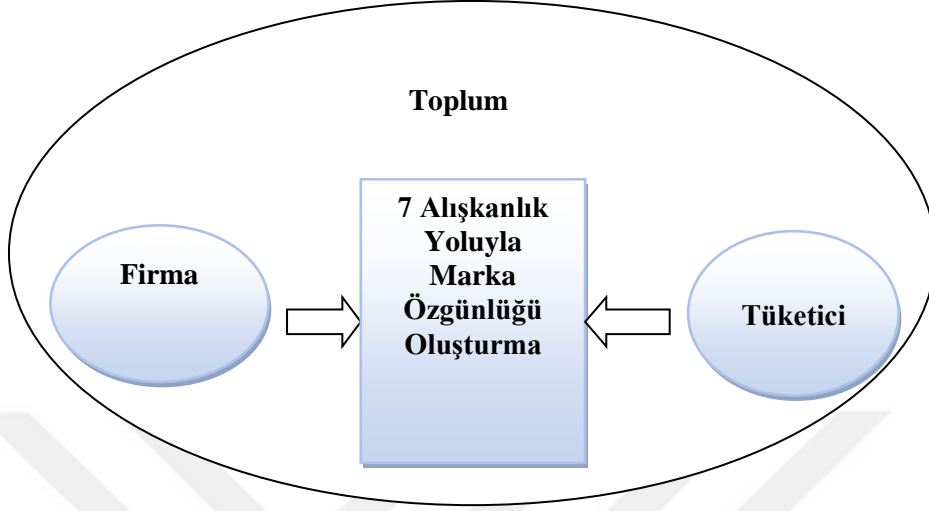 Toplum
Firma
7 Alışkanlık
Yoluyla
Marka
Özgünlüğü
Oluşturma
Tüketici